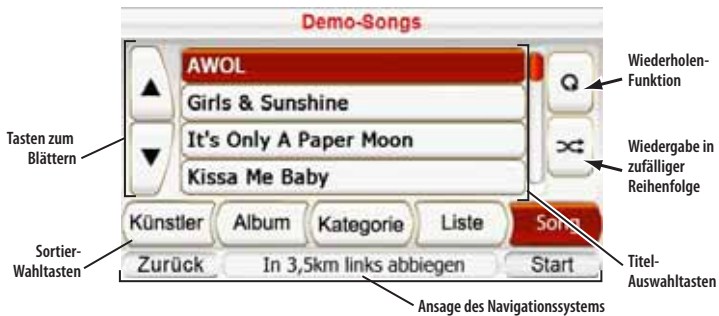 Demo-Songs
AWOL
Girls & Sunshine
It's Only A Paper Moon
Kissa Me Baby
Künstler
Album
Kategorie
Liste
Song
Zurück
In 3,5km links abbiegen
Start
Tasten zum
Blättern
Sortier-
Wahltasten
Wiederholen-
Funktion
Wiedergabe in
zufälliger
Reihenfolge
Titel-
Auswahltasten
Ansage des Navigationssystems